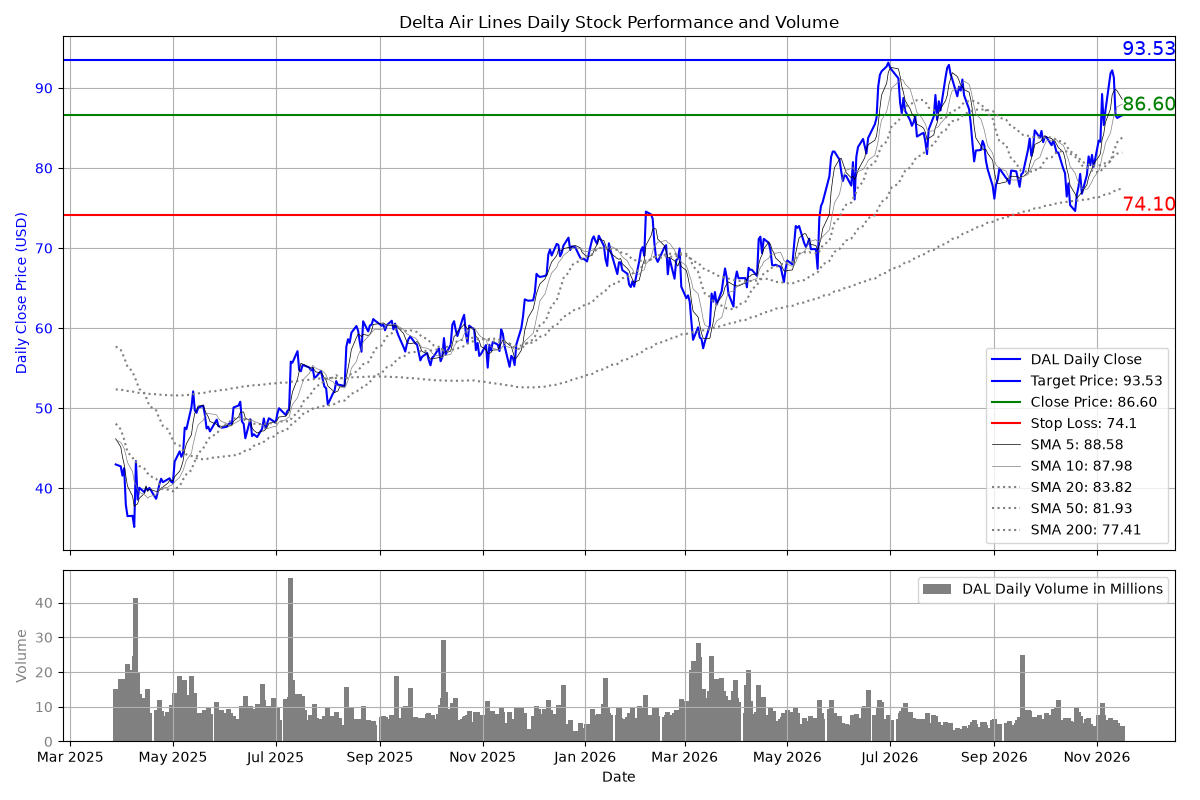 Delta Air Lines Daily Stock Performance and Volume
Daily Close Price (USD)
90
80
70
60
50
40
93.53
86.60
74.10
DAL Daily Close
Target Price: 93.53
Close Price: 86.60
Stop Loss: 74.1
SMA 5: 88.58
SMA 10: 87.98
SMA 20: 83.82
SMA 50: 81.93
SMA 200: 77.41
Volume
40
30
20
10
0
DAL Daily Volume in Millions
Mar 2025 May 2025 Jul 2025 Sep 2025 Nov 2025 Jan 2026 Mar 2026 May 2026 Jul 2026 Sep 2026 Nov 2026
Date